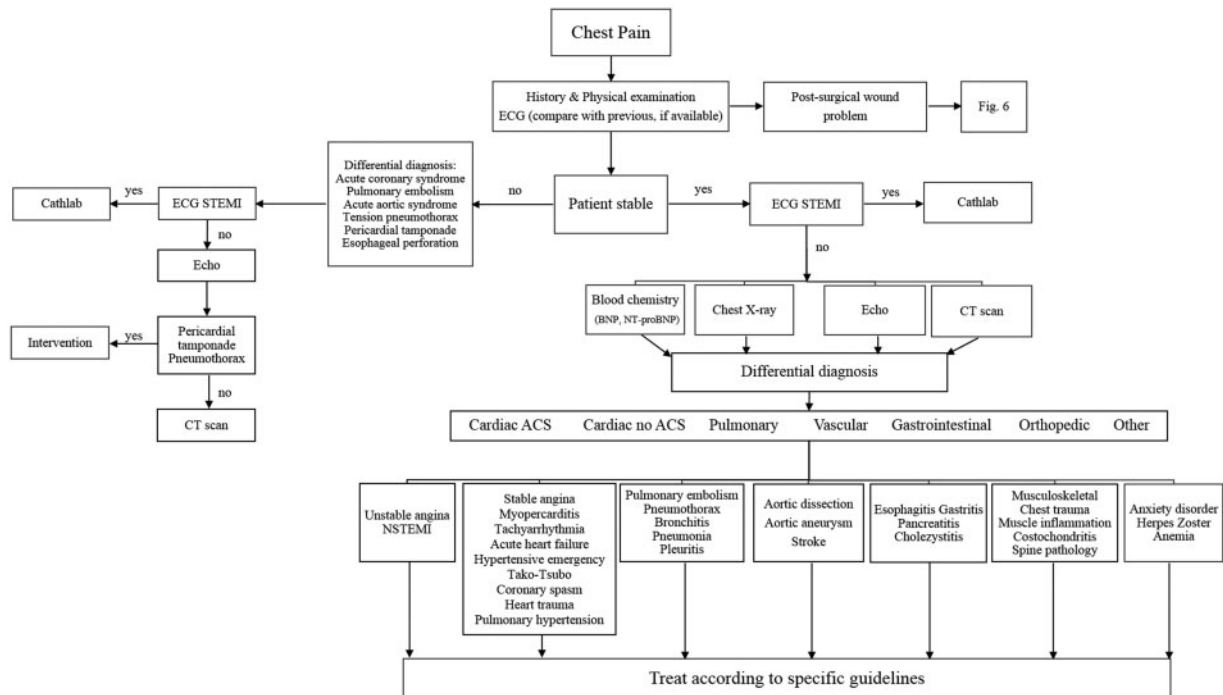 Chest Pain
History & Physical examination
ECG (compare with previous, if available)
Post-surgical wound
problem
Fig. 6
Differential diagnosis:
Acute coronary syndrome
Pulmonary embolism
Acute aortic syndrome
Tension pneumothorax
Pericardial tamponade
Esophageal perforation
Cathlab
yes
ECG STEMI
no
Patient stable
yes
ECG STEMI
yes
Cathlab
no
Echo
no
Blood chemistry
(BNP, NT-proBNP)
Chest X-ray
Echo
CT scan
Intervention
yes
Pericardial
tamponade
Pneumothorax
no
CT scan
Differential diagnosis
Cardiac ACS Cardiac no ACS Pulmonary Vascular Gastrointestinal Orthopedic Other
Unstable angina
NSTEMI
Stable angina
Myopercarditis
Tachyarrhythmia
Acute heart failure
Hypertensive emergency
Tako-Tsubo
Coronary spasm
Heart trauma
Pulmonary hypertension
Pulmonary embolism
Pneumothorax
Bronchitis
Pneumonia
Pleuritis
Aortic dissection
Aortic aneurysm
Stroke
Esophagitis Gastritis
Pancreatitis
Cholezystitis
Musculoskeletal
Chest trauma
Muscle inflammation
Costochondritis
Spine pathology
Anxiety disorder
Herpes Zoster
Anemia
Treat according to specific guidelines